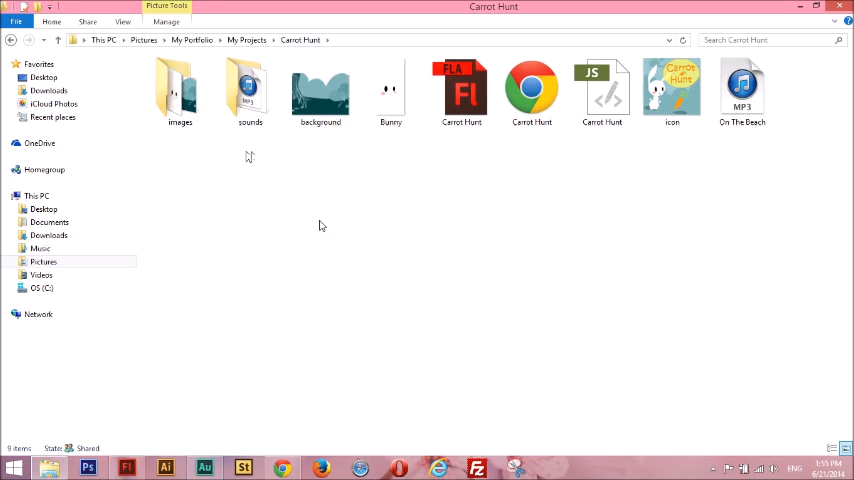 Picture Tools
Carrot Hunt
File Home Share View Manage
This PC Pictures My Portfolio My Projects Carrot Hunt
Search Carrot Hunt
Favorites
Desktop
Downloads
iCloud Photos
Recent places
OneDrive
Homegroup
This PC
Desktop
Documents
Downloads
Music
Pictures
Videos
OS (C:)
Network
MP3
FLA
Fl
JS
Carrot
Hunt
MP3
images sounds background Bunny Carrot Hunt Carrot Hunt Carrot Hunt icon On The Beach
9 items State: Shared
Ps Fl Ai Au St Fz
ENG
1:55 PM
6/21/2014